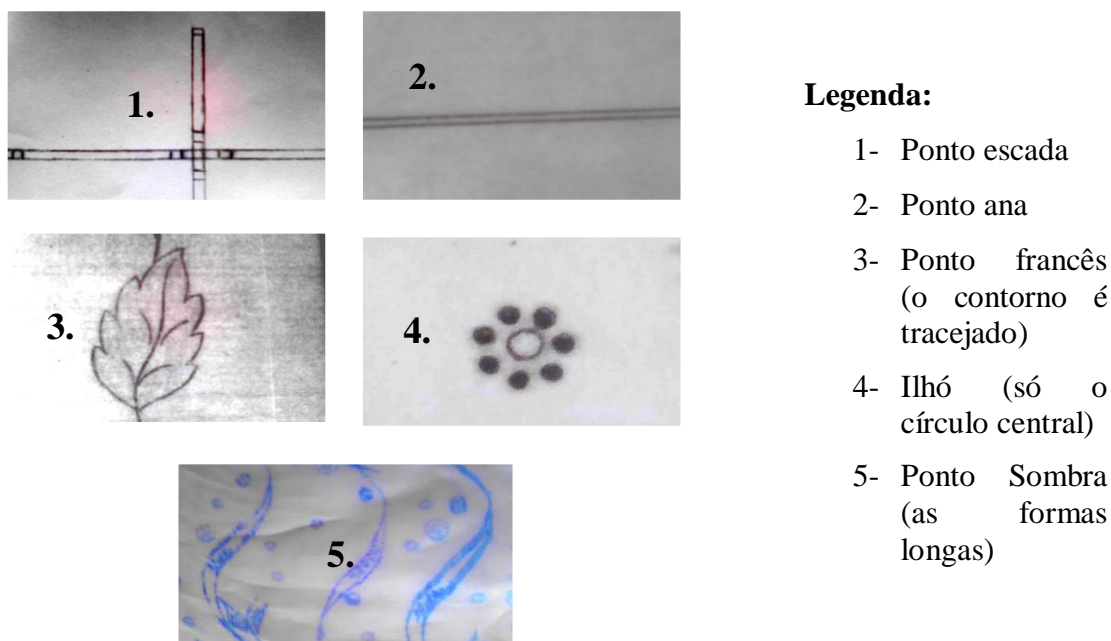 1.
2.
Legenda:
1- Ponto escada
2- Ponto ana
3- Ponto francês
(o contorno é
tracejado)
3.
4.
4- Ilhó (só o
círculo central)
5- Ponto Sombra
(as formas
longas)
5.